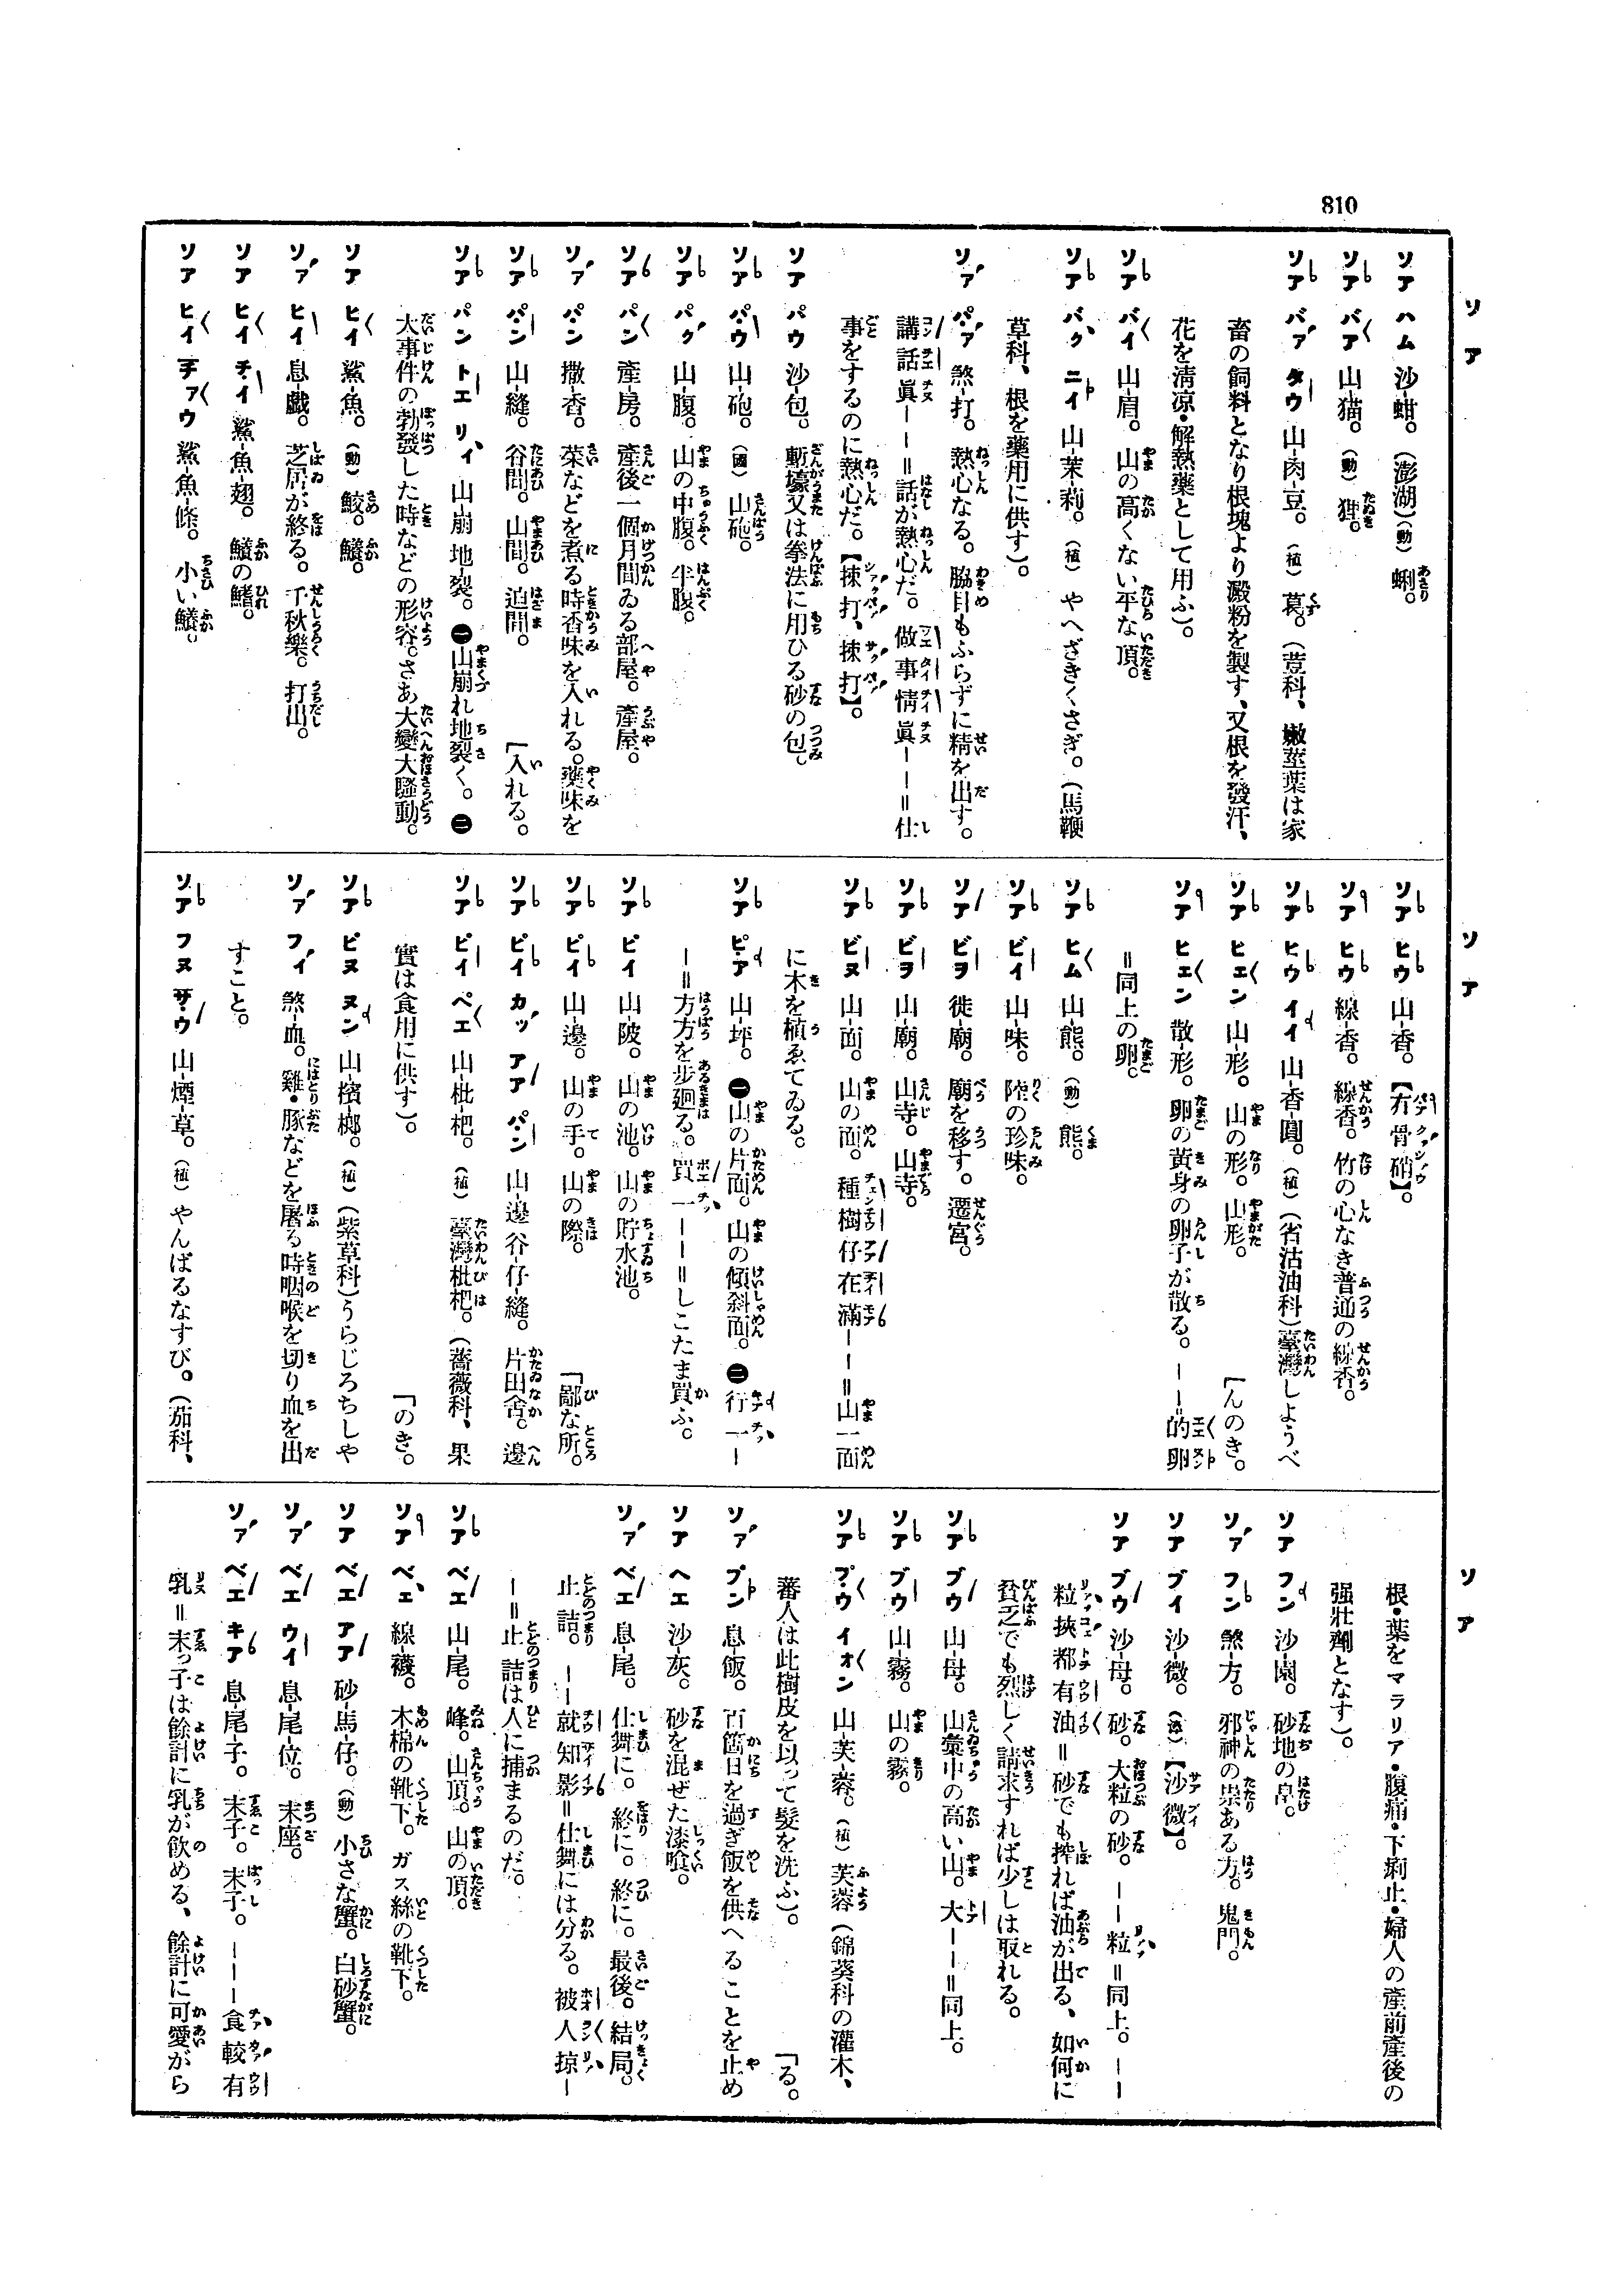 810
ソア
ソア
ソア
ソア ハム 沙-蚶。(澎湖)(動) 蜊。
ソア バア 山-猫。(動) 狸。
ソア バァ タウ 山-肉-豆。(植) 葛。(荳科、嫩莖葉は家
畜の飼料となり根塊より澱粉を製す、又根を發汗、
花を清凉・解熱藥として用ふ)。
ソア バイ 山-眉。 山の高くない平な頂。
ソア バク ニイ 山-茉-莉。(植) やへざきくさぎ。(馬鞭
草科、根を藥用に供す)。
ソァ パァ 煞-打。 熱心なる。脇目もふらずに精を出す。
講話眞ーー=話が熱心だ。 做事情眞ーー=仕
事をするのに熱心だ。【揀打、揀打】。
ソア パウ 沙-包。 塹壕又は拳法に用ひる砂の包。
ソア パウ 山-砲。(國) 山砲。
ソア パク 山-腹。 山の中腹。半腹。
ソア パン 產-房。 產後一個月間ゐる部屋。產屋。
ソァ パン 撒-香。 菜などを煮る時香味を入れる。藥味を
「入れる。
ソア パン 山-縫。 谷間。山間。迫間。
ソア パン トエ リィ 山-崩 地-裂。 ㊀山崩れ地裂く。㊁
大事件の勃發した時などの形容。さあ大變大騷動。
ソア ヒイ 鯊-魚。(動) 鮫。鱶。
ソァ ヒイ 息-戱。 芝居が終る。千秋樂。打出。
ソア ヒイ チイ 鯊-魚-翅。 鱶の鰭。
ソア ヒイ チァウ 鯊-魚-條。 小い鱶。
ソア ヒウ 山-香。【冇骨硝】。
ソア ヒウ 線-香。 線香。竹の心なき普通の線香。
ソア ヒウ イイ 山-香-圓。(植)(省沽油科)臺灣しようべ
「んのき。
ソア ヒェン 山-形。 山の形。山形。
ソア ヒェン 散-形。 卵の黃身の卵子が散る。ーー=的卵
=同上の卵。
ソア ヒム 山-熊。(動) 熊。
ソア ビイ 山-味。 陸の珍味。
ソア ビヲ 徙-廟。 廟を移す。遷宮。
ソア ビヲ 山-廟。 山寺。山寺。
ソア ビヌ 山-面。 山の面。種樹仔在滿ーー=山一面
に木を植ゑてゐる。
ソア ピア 山-坪。 ㊀山の片面。山の傾斜面。㊁行一ー
ー=方方を步廻る。買一ーー=しこたま買ふ。
ソア ピイ 山-陂。 山の池。山の貯水池。
ソア ピイ 山-邊。 山の手。山の際。
「鄙な所。
ソア ピイ カッ アア パン 山-邊 谷-仔-縫。 片田舍。邊
ソア ピイ ペエ 山-枇-杷。(植) 臺灣枇杷。(薔薇科、果
「のき。
實は食用に供す)。
ソア ピヌ ヌン 山-檳-榔。(植)(紫草科)うらじろちしや
ソァ フィ 煞-血。 雞・豚などを屠る時咽喉を切り血を出
すこと。
ソア フヌ サウ 山-煙-草。(植) やんばるなすび。(茄科、
根・葉をマラリア・腹痛・下痢止・婦人の產前產後の
强壯劑となす)。
ソア フン 沙-園。 砂地の畠。
ソァ フン 煞-方。 邪神の祟ある方。鬼門。
ソア ブイ 沙-微。(魚)【沙微】。
ソア ブウ 沙-母。 砂。大粒の砂。ーー粒=同上。ーー
粒挾都有油=砂でも搾れば油が出る、如何に
貧乏でも烈しく請求すれば少しは取れる。
ソア ブウ 山-母。 山彙中の高い山。大ーー=同上。
ソア ブウ 山-霧。 山の霧。
ソア プウ イォン 山-芙-蓉。(植) 芙蓉 (錦葵科の灌木、
蕃人は此樹皮を以って髮を洗ふ)。
「る。
ソァ プン 息-飯。 百箇日を過ぎ飯を供へることを止め
ソア ヘエ 沙-灰。 砂を混ぜた漆喰。
ソァ ベエ 息-尾。 仕舞に。終に。終に。最後。結局。
止詰。ーー就知影=仕舞には分る。被人掠ー
ー=止詰は人に捕まるのだ。
ソア ベエ 山-尾。 峰。山頂。山の頂。
ソア ベェ 線-襪。 木棉の靴下。ガス絲の靴下。
ソア ベエ アア 砂-馬-仔。(動) 小さな蟹。白砂蟹。
ソァ ベエ ウイ 息-尾-位。 末座。
ソァ ベエ キア 息-尾-子。 末子。末子。ーーー食較有
乳=末っ子は餘計に乳が飮める、餘計に可愛がら